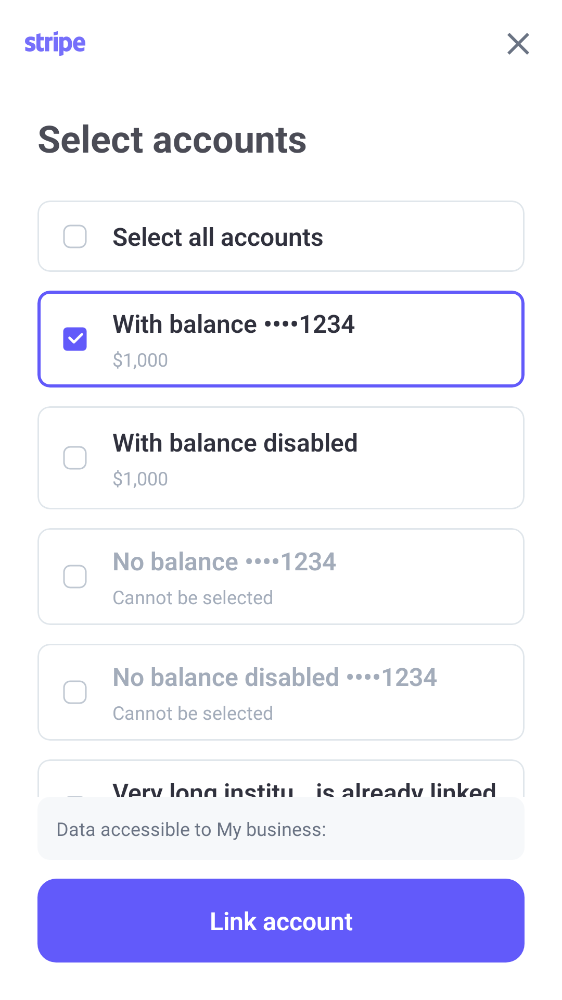 stripe
Select accounts
Select all accounts
With balance ••••1234
$1,000
With balance disabled
$1,000
No balance ••••1234
Cannot be selected
No balance disabled ••••1234
Cannot be selected
Very long institu... is already linked
Data accessible to My business:
Link account